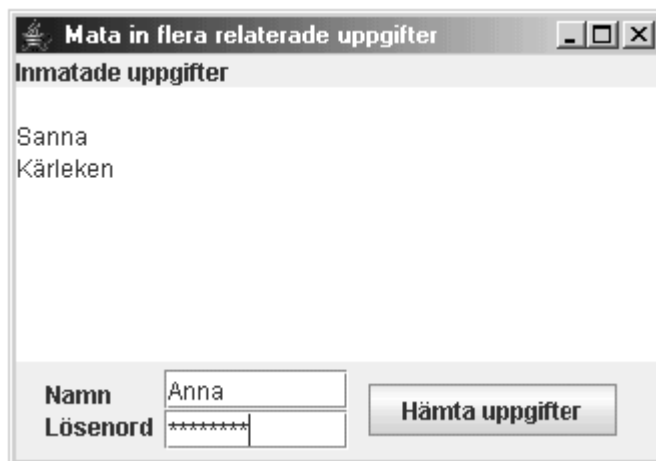 Mata in flera relaterade uppgifter
Inmatade uppgifter
Sanna
Kärleken
Namn Anna
Lösenord ********
Hämta uppgifter